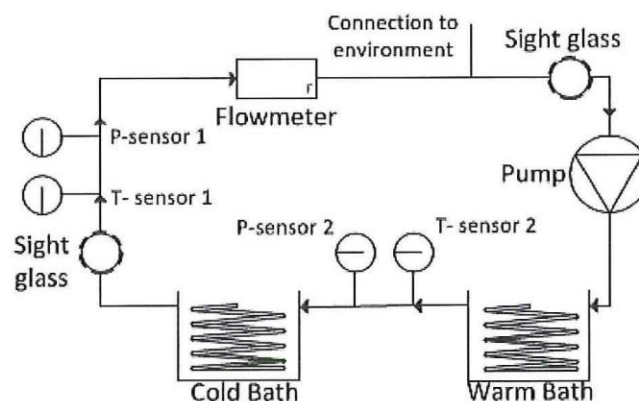 Connection to
environment
Sight glass
r
Flowmeter
P-sensor 1
Pump
T- sensor 1
P-sensor 2
T- sensor 2
Sight
glass
Cold Bath
Warm Bath